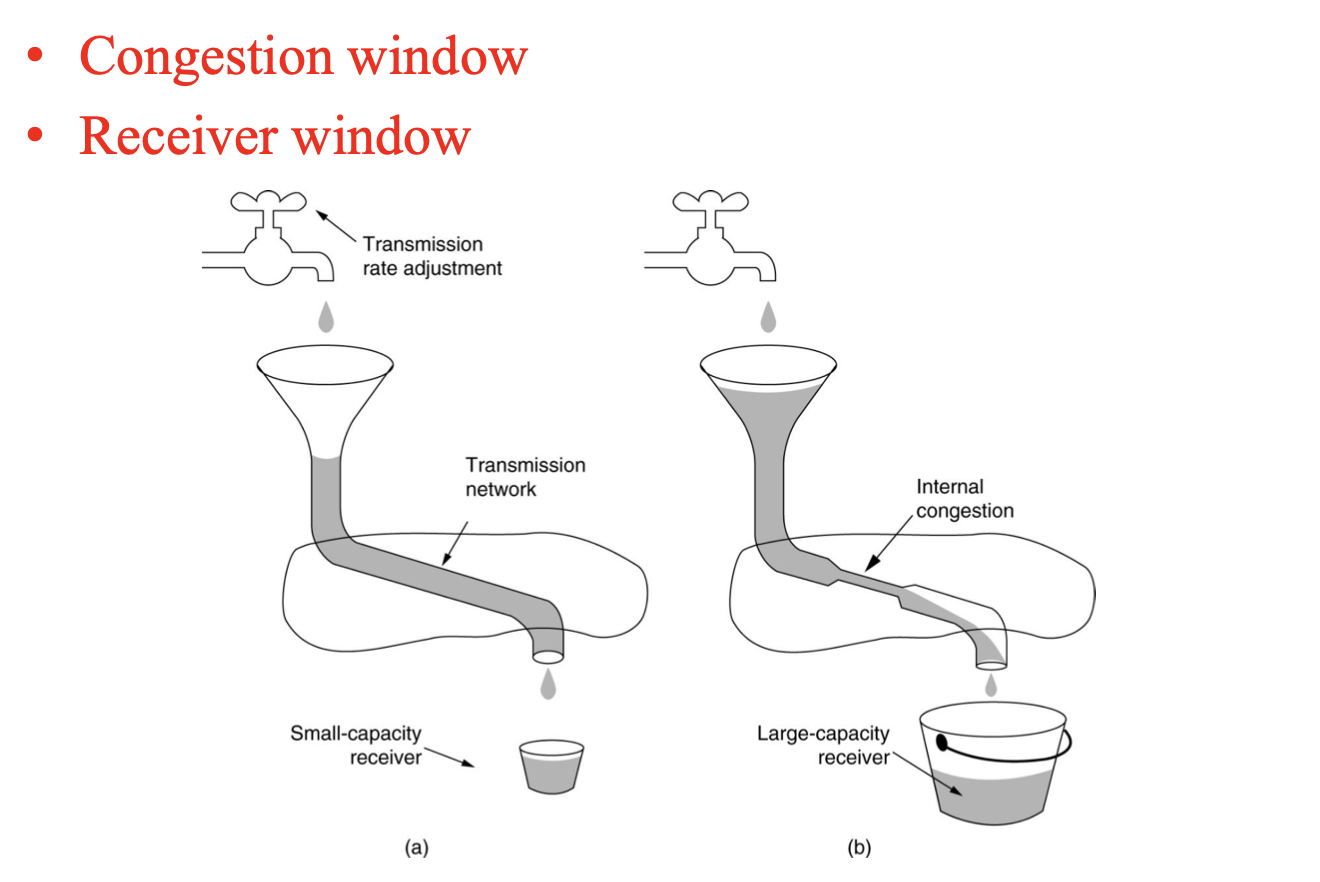 • Congestion window
• Receiver window
Transmission
rate adjustment
Transmission
network
Internal
congestion
Small-capacity
receiver
Large-capacity
receiver
(a)
(b)